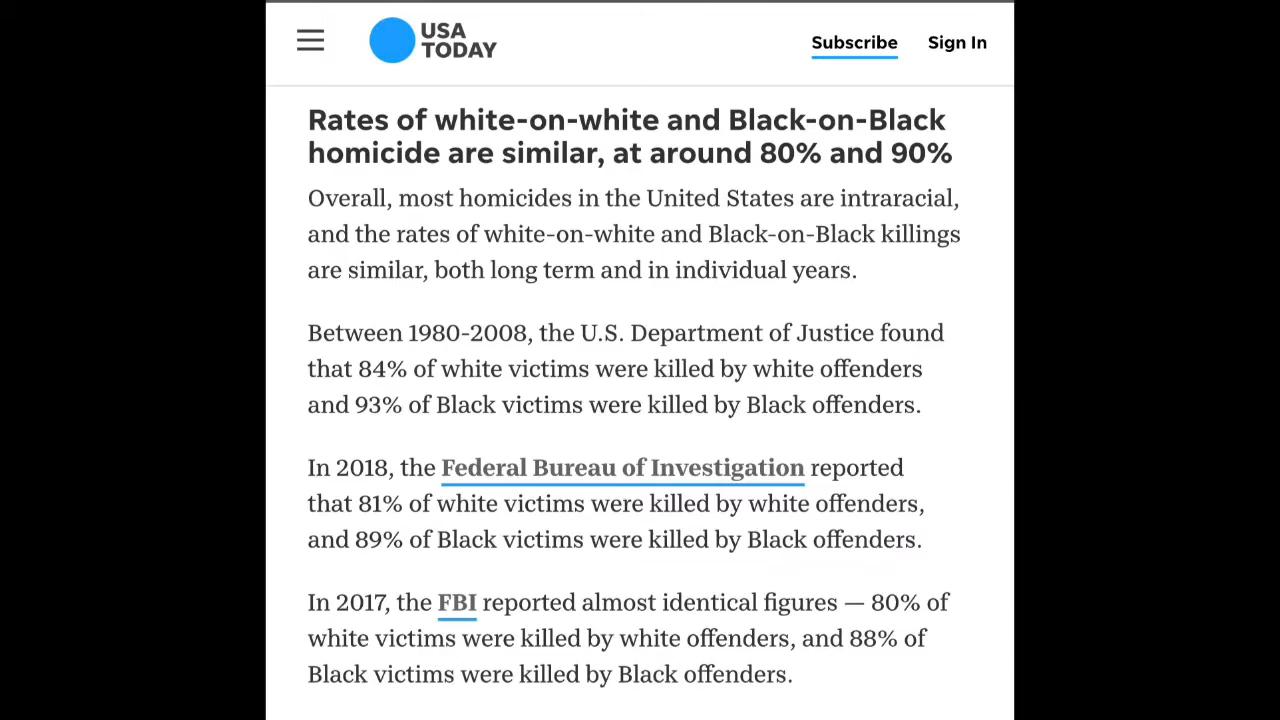 USA
TODAY
Subscribe Sign In
Rates of white-on-white and Black-on-Black
homicide are similar, at around 80% and 90%
Overall, most homicides in the United States are intraracial,
and the rates of white-on-white and Black-on-Black killings
are similar, both long term and in individual years.
Between 1980-2008, the U.S. Department of Justice found
that 84% of white victims were killed by white offenders
and 93% of Black victims were killed by Black offenders.
In 2018, the Federal Bureau of Investigation reported
that 81% of white victims were killed by white offenders,
and 89% of Black victims were killed by Black offenders.
In 2017, the FBI reported almost identical figures — 80% of
white victims were killed by white offenders, and 88% of
Black victims were killed by Black offenders.